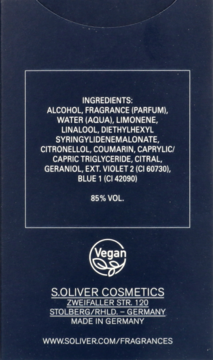 INGREDIENTS:
ALCOHOL, FRAGRANCE (PARFUM),
WATER (AQUA), LIMONENE,
LINALOOL, DIETHYLHEXYL
SYRINGYLIDENEMALONATE,
CITRONELLOL, COUMARIN, CAPRYLIC/
CAPRIC TRIGLYCERIDE, CITRAL,
GERANIOL, EXT. VIOLET 2 (CI 60730),
BLUE 1 (CI 42090)
85% VOL.
Vegan
S.OLIVER COSMETICS
ZWEIFALLER STR. 120
STOLBERG/RHLD. – GERMANY
MADE IN GERMANY
WWW.SOLIVER.COM/FRAGRANCES